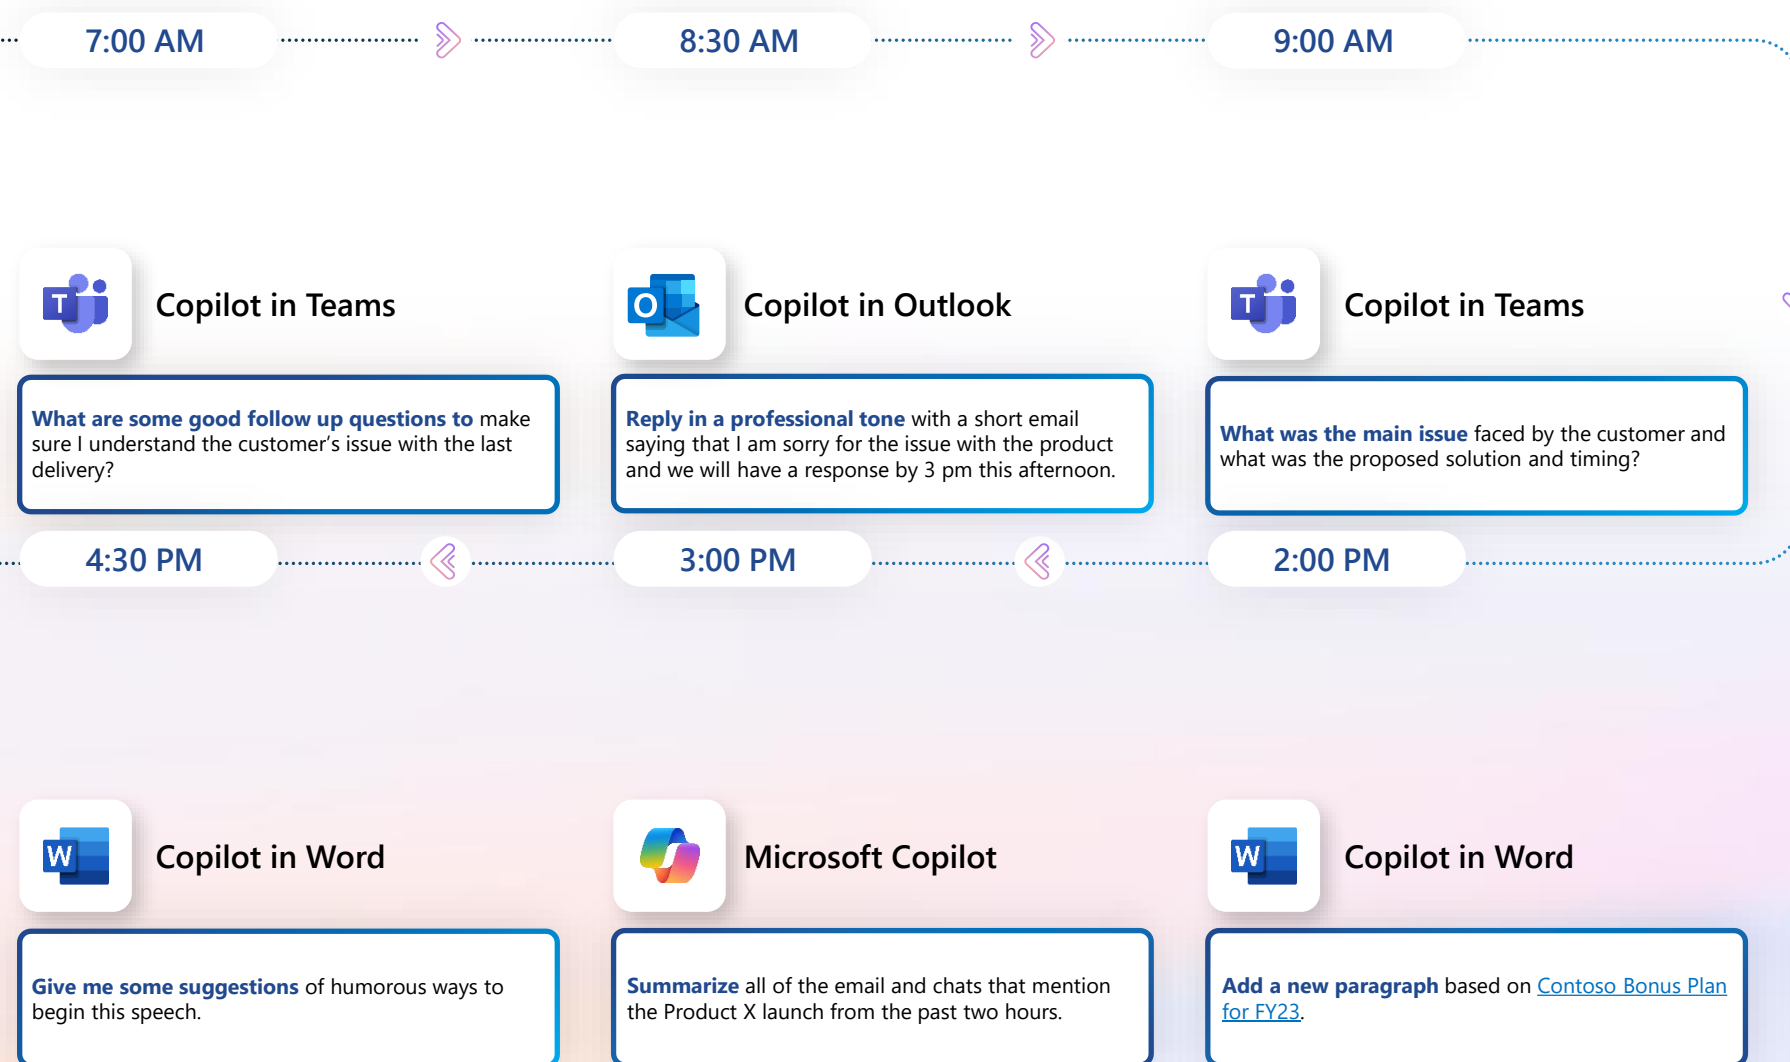 7:00 AM
8:30 AM
9:00 AM
T
Copilot in Teams
O
Copilot in Outlook
T
Copilot in Teams
What are some good follow up questions to make
sure I understand the customer’s issue with the last
delivery?
Reply in a professional tone with a short email
saying that I am sorry for the issue with the product
and we will have a response by 3 pm this afternoon.
What was the main issue faced by the customer and
what was the proposed solution and timing?
4:30 PM
3:00 PM
2:00 PM
W
Copilot in Word
Microsoft Copilot
W
Copilot in Word
Give me some suggestions of humorous ways to
begin this speech.
Summarize all of the email and chats that mention
the Product X launch from the past two hours.
Add a new paragraph based on Contoso Bonus Plan
for FY23.